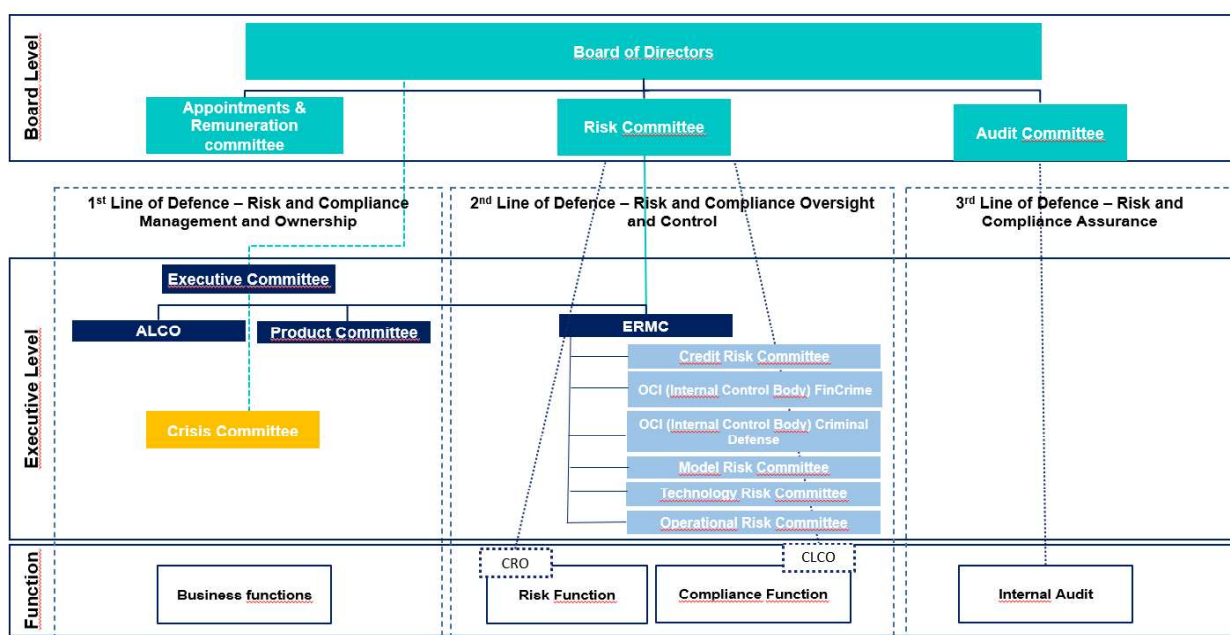 Board Level
Board of Directors
Appointments &
Remuneration
committee
Risk Committee
Audit Committee
1st Line of Defence – Risk and Compliance
Management and Ownership
2nd Line of Defence – Risk and Compliance Oversight
and Control
3rd Line of Defence – Risk and
Compliance Assurance
Executive Level
Executive Committee
ALCO
Product Committee
ERMC
Credit Risk Committee
OCI (Internal Control Body) FinCrime
OCI (Internal Control Body) Criminal
Defense
Model Risk Committee
Technology Risk Committee
Operational Risk Committee
Crisis Committee
Function
CRO
CLCO
Business functions
Risk Function
Compliance Function
Internal Audit